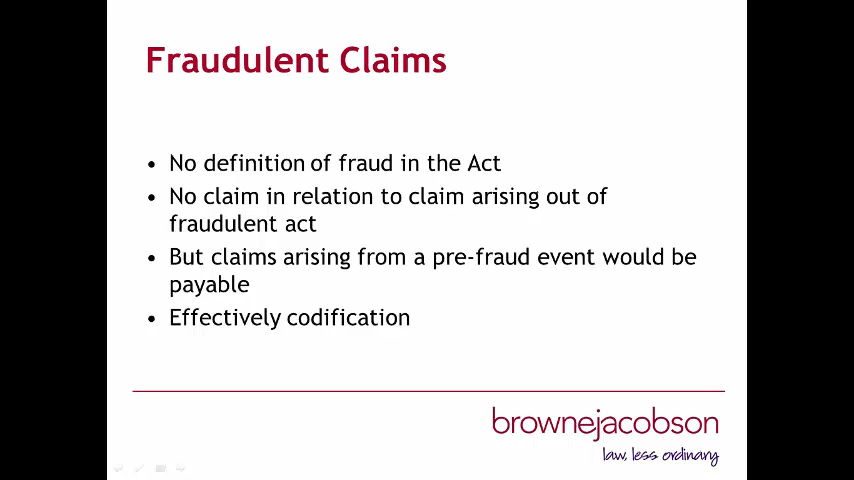 Fraudulent Claims
• No definition of fraud in the Act
• No claim in relation to claim arising out of
fraudulent act
• But claims arising from a pre-fraud event would be
payable
• Effectively codification
brownejacobson
law, less ordinary